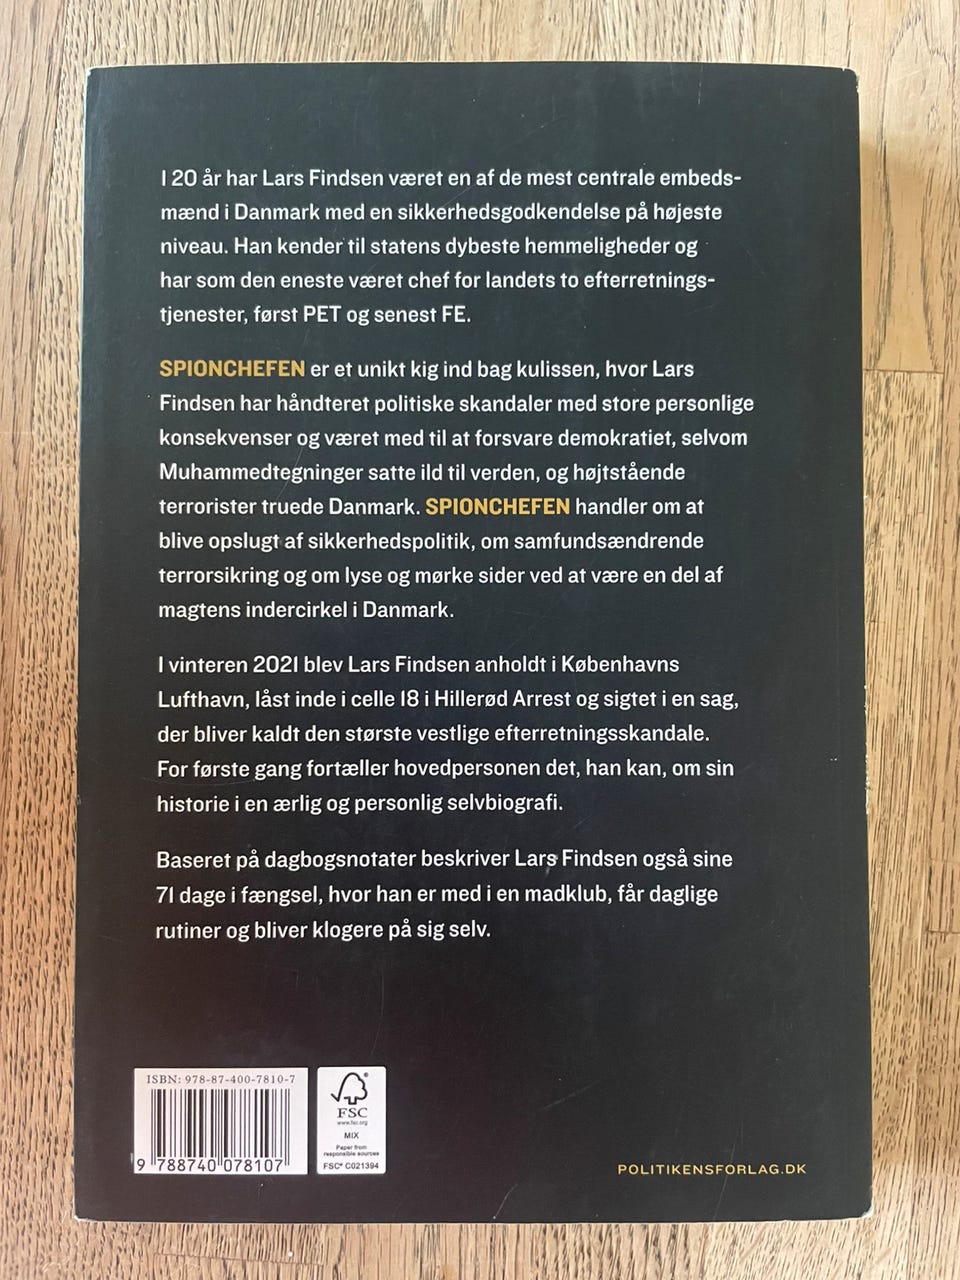 I 20 år har Lars Findsen været en af de mest centrale embeds-
mænd i Danmark med en sikkerhedsgodkendelse på højeste
niveau. Han kender til statens dybeste hemmeligheder og
har som den eneste været chef for landets to efterretnings-
tjenester, først PET og senest FE.
SPIONCHEFEN er et unikt kig ind bag kulissen, hvor Lars
Findsen har håndteret politiske skandaler med store personlige
konsekvenser og været med til at forsvare demokratiet, selvom
Muhammedtegninger satte ild til verden, og højtstående
terrorister truede Danmark. SPIONCHEFEN handler om at
blive opslugt af sikkerhedspolitik, om samfundsændrende
terrorsikring og om lyse og mørke sider ved at være en del af
magtens indercirkel i Danmark.
I vinteren 2021 blev Lars Findsen anholdt i Københavns
Lufthavn, låst inde i celle 18 i Hillerød Arrest og sigtet i en sag,
der bliver kaldt den største vestlige efterretningsskandale.
For første gang fortæller hovedpersonen det, han kan, om sin
historie i en ærlig og personlig selvbiografi.
Baseret på dagbogsnotater beskriver Lars Findsen også sine
71 dage i fængsel, hvor han er med i en madklub, får daglige
rutiner og bliver klogere på sig selv.
ISBN: 978-87-400-7810-7
9 788740 078107
FSC
www.fsc.org
MIX
Paper from
responsible sources
FSC® C021394
POLITIKENSFORLAG.DK